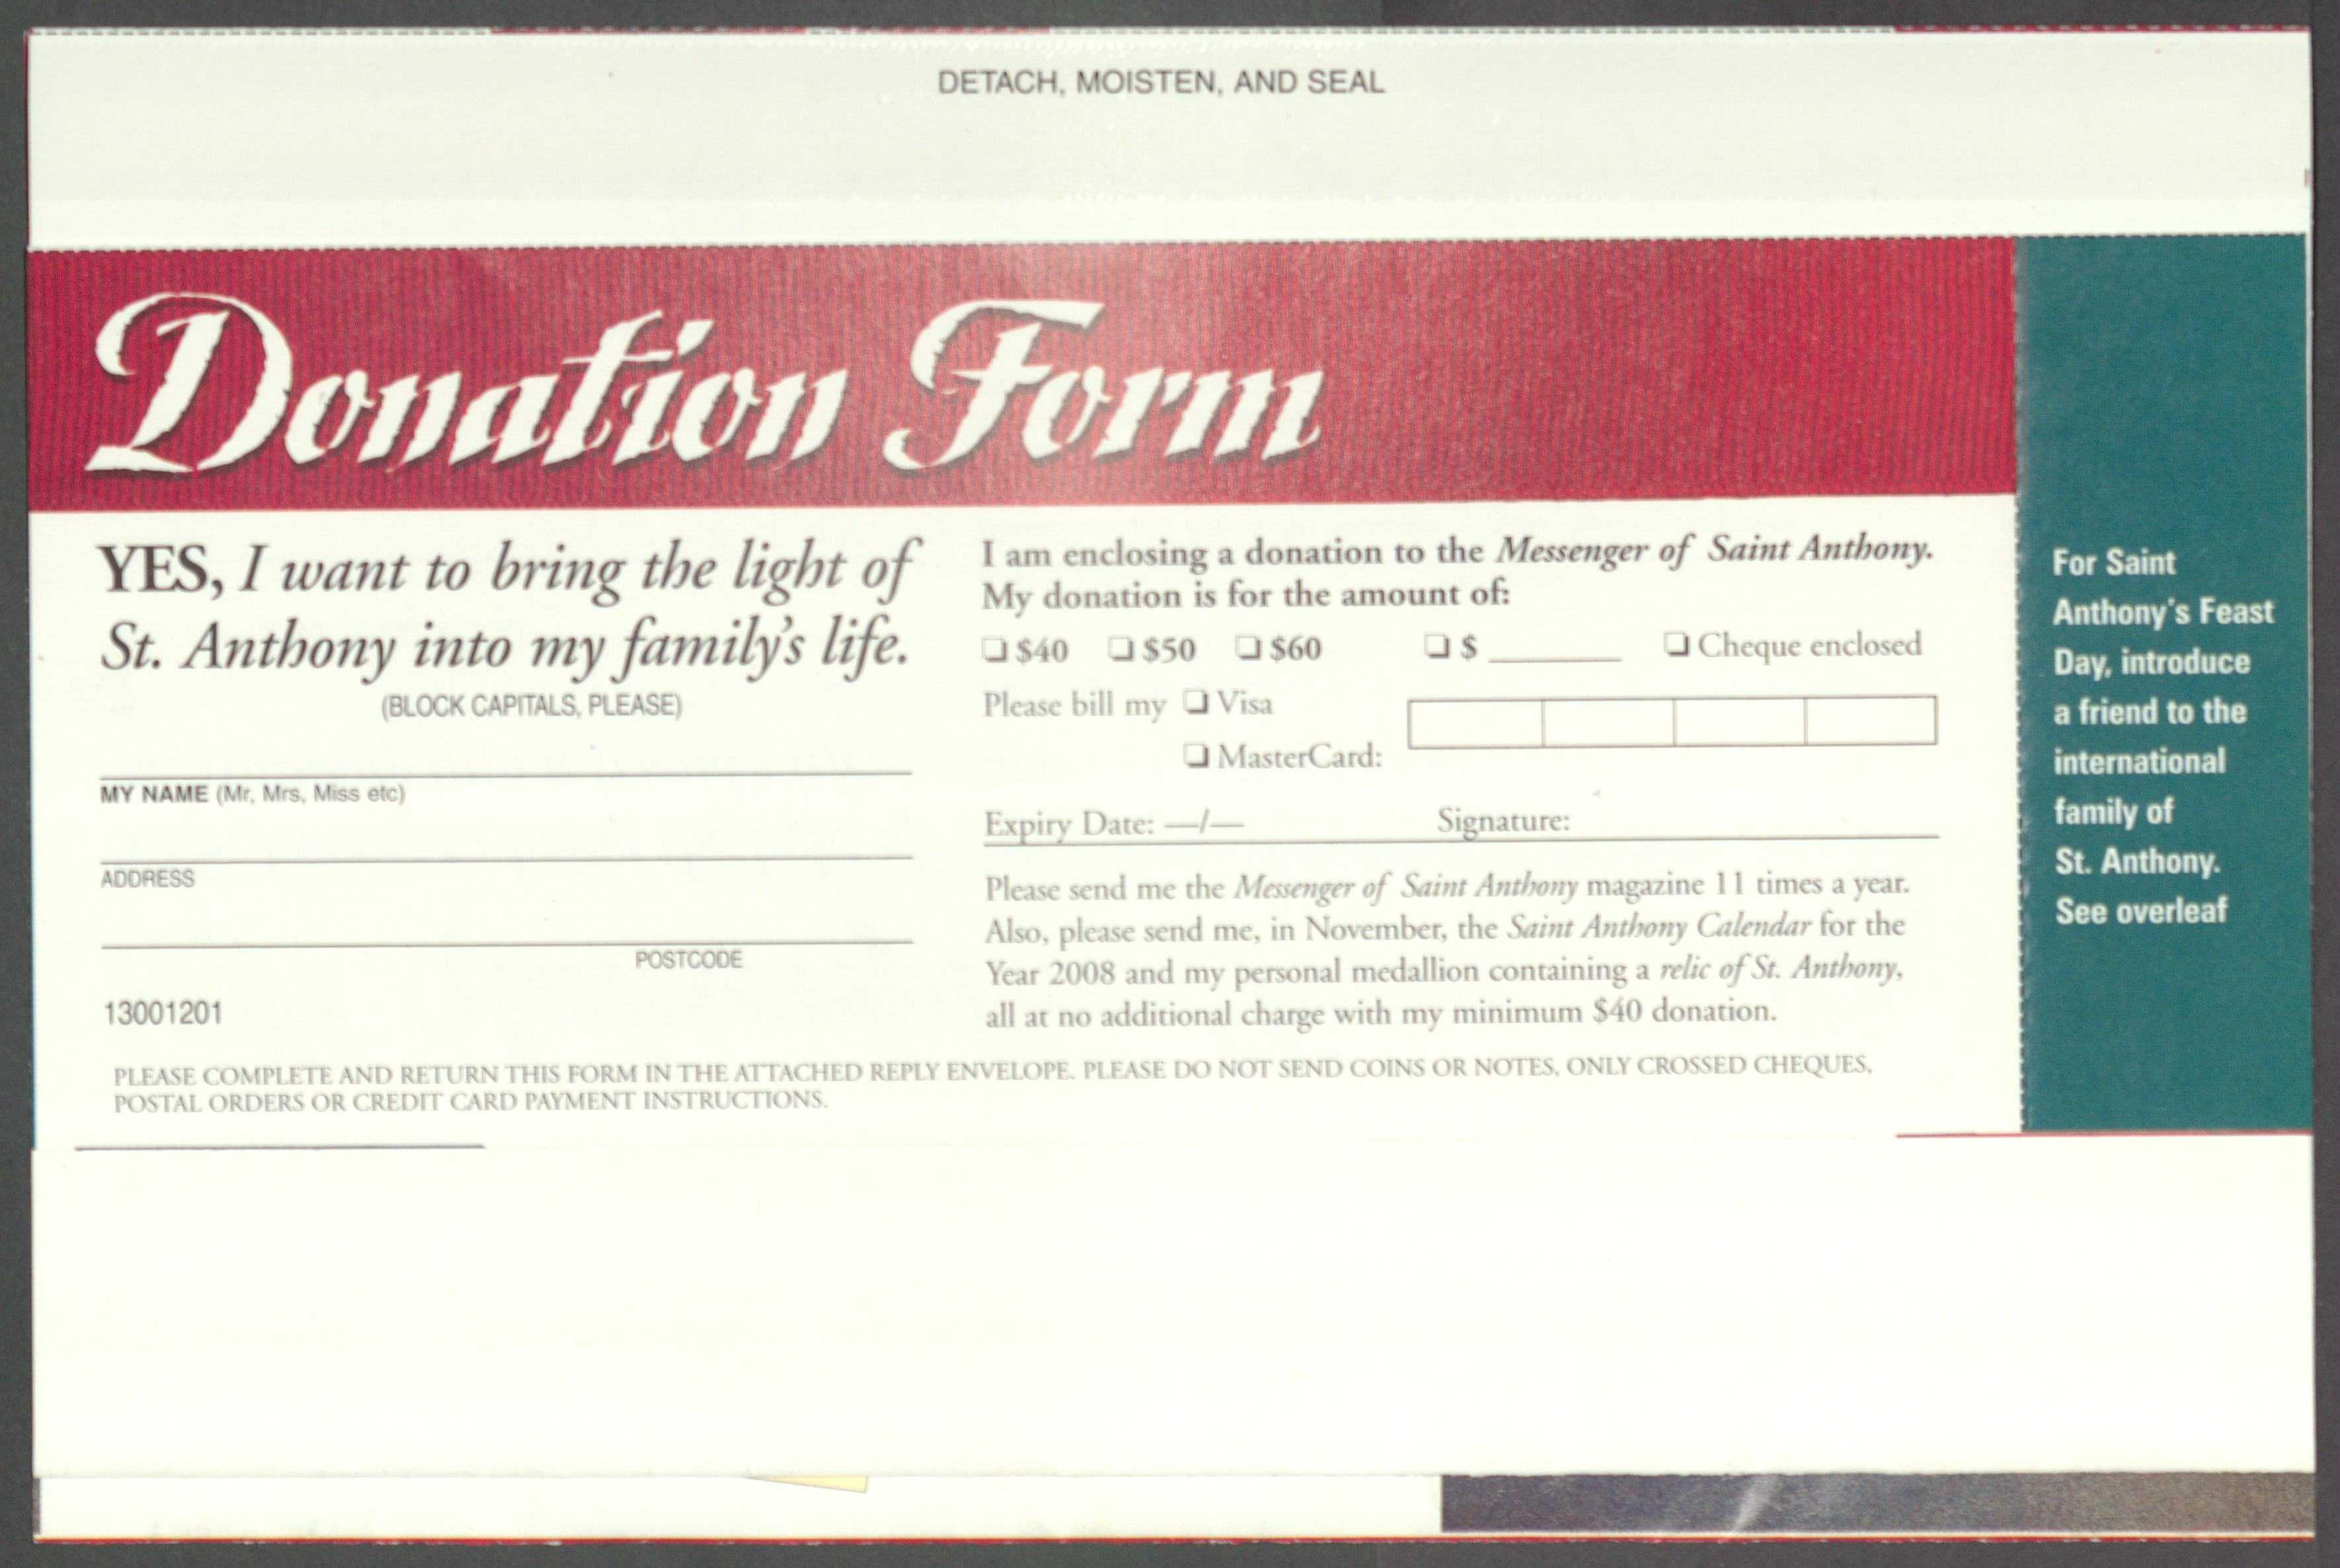 DETACH, MOISTEN, AND SEAL
Donation Form
YES, I want to bring the light of
St. Anthony into my family's life.
(BLOCK CAPITALS, PLEASE)
MY NAME (Mr, Mrs, Miss etc)
ADDRESS
POSTCODE
13001201
I am enclosing a donation to the Messenger of Saint Anthony.
My donation is for the amount of:
❏ $40 ❏ $50 ❏ $60 ❏ $ ______ ❏ Cheque enclosed
Please bill my ❏ Visa
❏ MasterCard:
Expiry Date: —/— Signature:
Please send me the Messenger of Saint Anthony magazine 11 times a year.
Also, please send me, in November, the Saint Anthony Calendar for the
Year 2008 and my personal medallion containing a relic of St. Anthony,
all at no additional charge with my minimum $40 donation.
PLEASE COMPLETE AND RETURN THIS FORM IN THE ATTACHED REPLY ENVELOPE. PLEASE DO NOT SEND COINS OR NOTES, ONLY CROSSED CHEQUES,
POSTAL ORDERS OR CREDIT CARD PAYMENT INSTRUCTIONS.
For Saint
Anthony's Feast
Day, introduce
a friend to the
international
family of
St. Anthony.
See overleaf